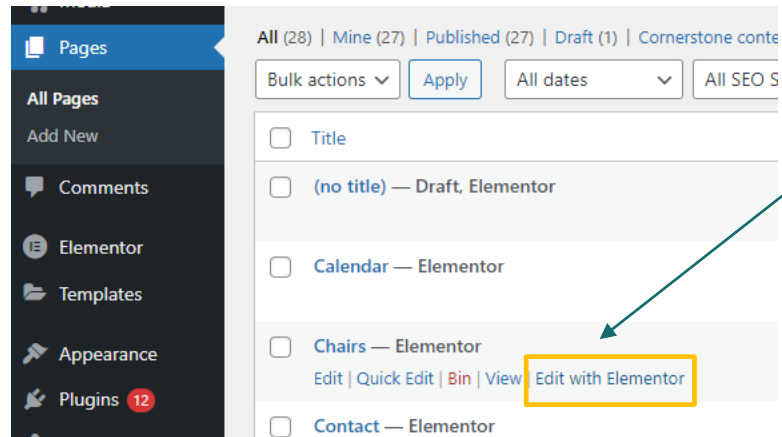 Pages
All Pages
Add New
Comments
Elementor
Templates
Appearance
Plugins 12
All (28) | Mine (27) | Published (27) | Draft (1) | Cornerstone conte
Bulk actions Apply All dates All SEO S
Title
(no title) — Draft, Elementor
Calendar — Elementor
Chairs — Elementor
Edit | Quick Edit | Bin | View | Edit with Elementor
Contact — Elementor